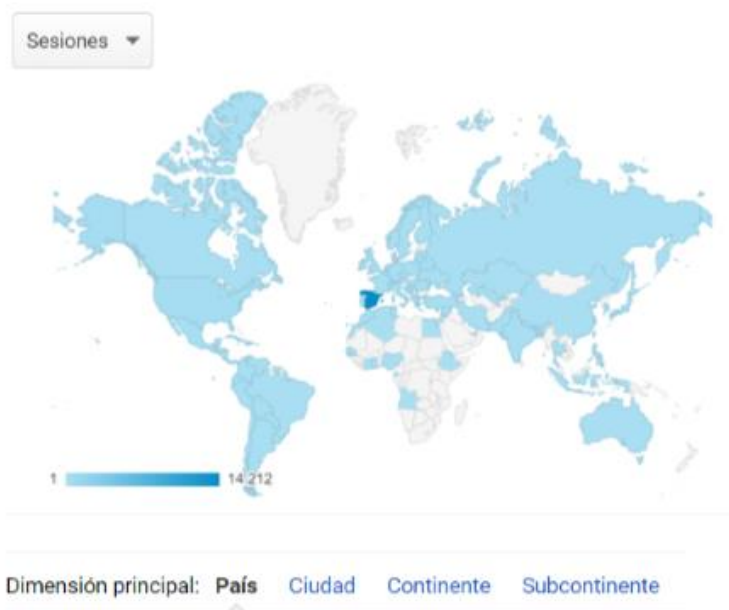 Sesiones
1 14 212
Dimensión principal: País Ciudad Continente Subcontinente